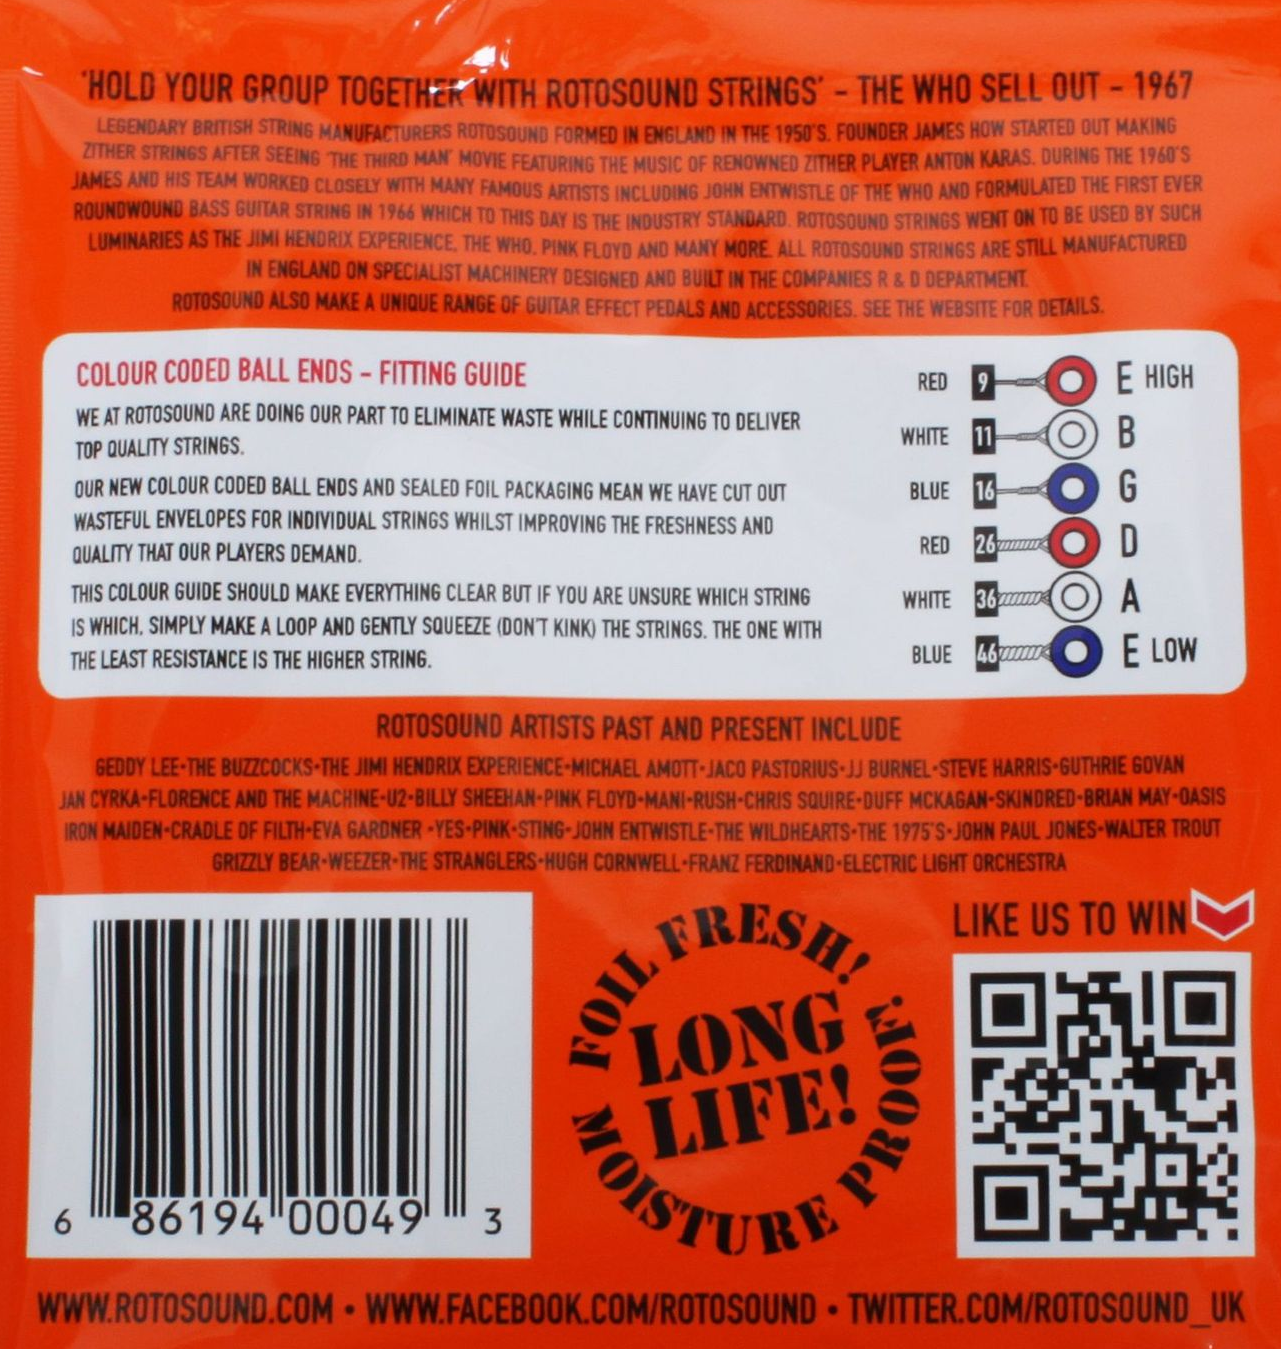 'HOLD YOUR GROUP TOGETHER WITH ROTOSOUND STRINGS' - THE WHO SELL OUT - 1967
LEGENDARY BRITISH STRING MANUFACTURERS ROTOSOUND FORMED IN ENGLAND IN THE 1950'S. FOUNDER JAMES HOW STARTED OUT MAKING
ZITHER STRINGS AFTER SEEING 'THE THIRD MAN' MOVIE FEATURING THE MUSIC OF RENOWNED ZITHER PLAYER ANTON KARAS. DURING THE 1960'S
JAMES AND HIS TEAM WORKED CLOSELY WITH MANY FAMOUS ARTISTS INCLUDING JOHN ENTWISTLE OF THE WHO AND FORMULATED THE FIRST EVER
ROUNDWOUND BASS GUITAR STRING IN 1966 WHICH TO THIS DAY IS THE INDUSTRY STANDARD. ROTOSOUND STRINGS WENT ON TO BE USED BY SUCH
LUMINARIES AS THE JIMI HENDRIX EXPERIENCE, THE WHO, PINK FLOYD AND MANY MORE. ALL ROTOSOUND STRINGS ARE STILL MANUFACTURED
IN ENGLAND ON SPECIALIST MACHINERY DESIGNED AND BUILT IN THE COMPANIES R & D DEPARTMENT.
ROTOSOUND ALSO MAKE A UNIQUE RANGE OF GUITAR EFFECT PEDALS AND ACCESSORIES. SEE THE WEBSITE FOR DETAILS.
COLOUR CODED BALL ENDS - FITTING GUIDE
WE AT ROTOSOUND ARE DOING OUR PART TO ELIMINATE WASTE WHILE CONTINUING TO DELIVER
TOP QUALITY STRINGS.
OUR NEW COLOUR CODED BALL ENDS AND SEALED FOIL PACKAGING MEAN WE HAVE CUT OUT
WASTEFUL ENVELOPES FOR INDIVIDUAL STRINGS WHILST IMPROVING THE FRESHNESS AND
QUALITY THAT OUR PLAYERS DEMAND.
THIS COLOUR GUIDE SHOULD MAKE EVERYTHING CLEAR BUT IF YOU ARE UNSURE WHICH STRING
IS WHICH, SIMPLY MAKE A LOOP AND GENTLY SQUEEZE (DON'T KINK) THE STRINGS. THE ONE WITH
THE LEAST RESISTANCE IS THE HIGHER STRING.
RED 9 E HIGH
WHITE 11 B
BLUE 16 G
RED 26 D
WHITE 36 A
BLUE 46 E LOW
ROTOSOUND ARTISTS PAST AND PRESENT INCLUDE
GEDDY LEE•THE BUZZCOCKS•THE JIMI HENDRIX EXPERIENCE•MICHAEL AMOTT•JACO PASTORIUS•JJ BURNEL•STEVE HARRIS•GUTHRIE GOVAN
JAN CYRKA•FLORENCE AND THE MACHINE•U2•BILLY SHEEHAN•PINK FLOYD•MANI•RUSH•CHRIS SQUIRE•DUFF MCKAGAN•SKINDRED•BRIAN MAY•OASIS
IRON MAIDEN•CRADLE OF FILTH•EVA GARDNER •YES•PINK•STING•JOHN ENTWISTLE•THE WILDHEARTS•THE 1975'S•JOHN PAUL JONES•WALTER TROUT
GRIZZLY BEAR•WEEZER•THE STRANGLERS•HUGH CORNWELL•FRANZ FERDINAND•ELECTRIC LIGHT ORCHESTRA
6 86194 00049 3
FOIL FRESH!
LONG
LIFE!
MOISTURE PROOF!
LIKE US TO WIN
WWW.ROTOSOUND.COM • WWW.FACEBOOK.COM/ROTOSOUND • TWITTER.COM/ROTOSOUND_UK